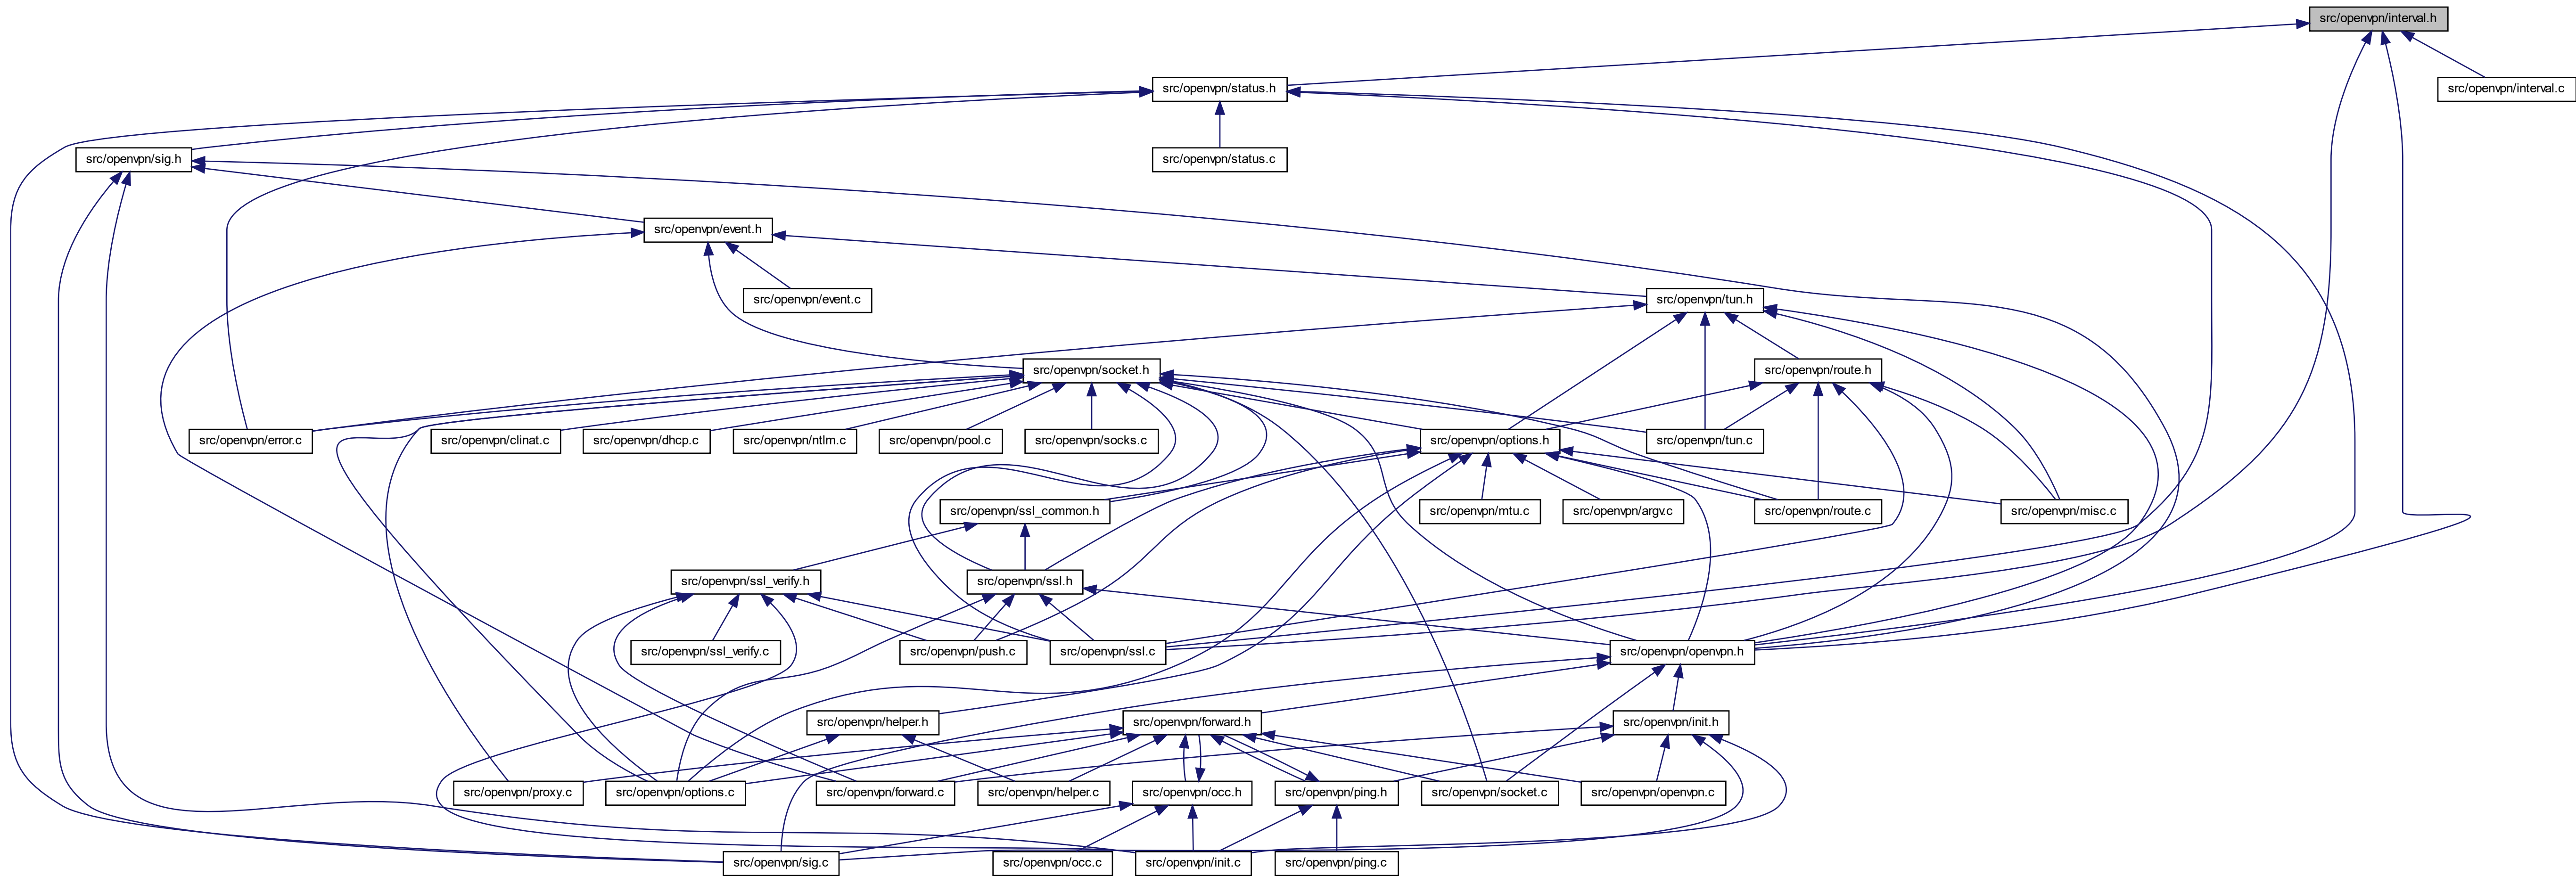 src/openvpn/interval.h
src/openvpn/status.h
src/openvpn/interval.c
src/openvpn/sig.h
src/openvpn/status.c
src/openvpn/event.h
src/openvpn/event.c
src/openvpn/tun.h
src/openvpn/socket.h
src/openvpn/route.h
src/openvpn/error.c
src/openvpn/clinat.c
src/openvpn/dhcp.c
src/openvpn/ntlm.c
src/openvpn/pool.c
src/openvpn/socks.c
src/openvpn/options.h
src/openvpn/tun.c
src/openvpn/ssl_common.h
src/openvpn/mtu.c
src/openvpn/argv.c
src/openvpn/route.c
src/openvpn/misc.c
src/openvpn/ssl_verify.h
src/openvpn/ssl.h
src/openvpn/ssl_verify.c
src/openvpn/push.c
src/openvpn/ssl.c
src/openvpn/openvpn.h
src/openvpn/helper.h
src/openvpn/forward.h
src/openvpn/init.h
src/openvpn/proxy.c
src/openvpn/options.c
src/openvpn/forward.c
src/openvpn/helper.c
src/openvpn/occ.h
src/openvpn/ping.h
src/openvpn/socket.c
src/openvpn/openvpn.c
src/openvpn/sig.c
src/openvpn/occ.c
src/openvpn/init.c
src/openvpn/ping.c